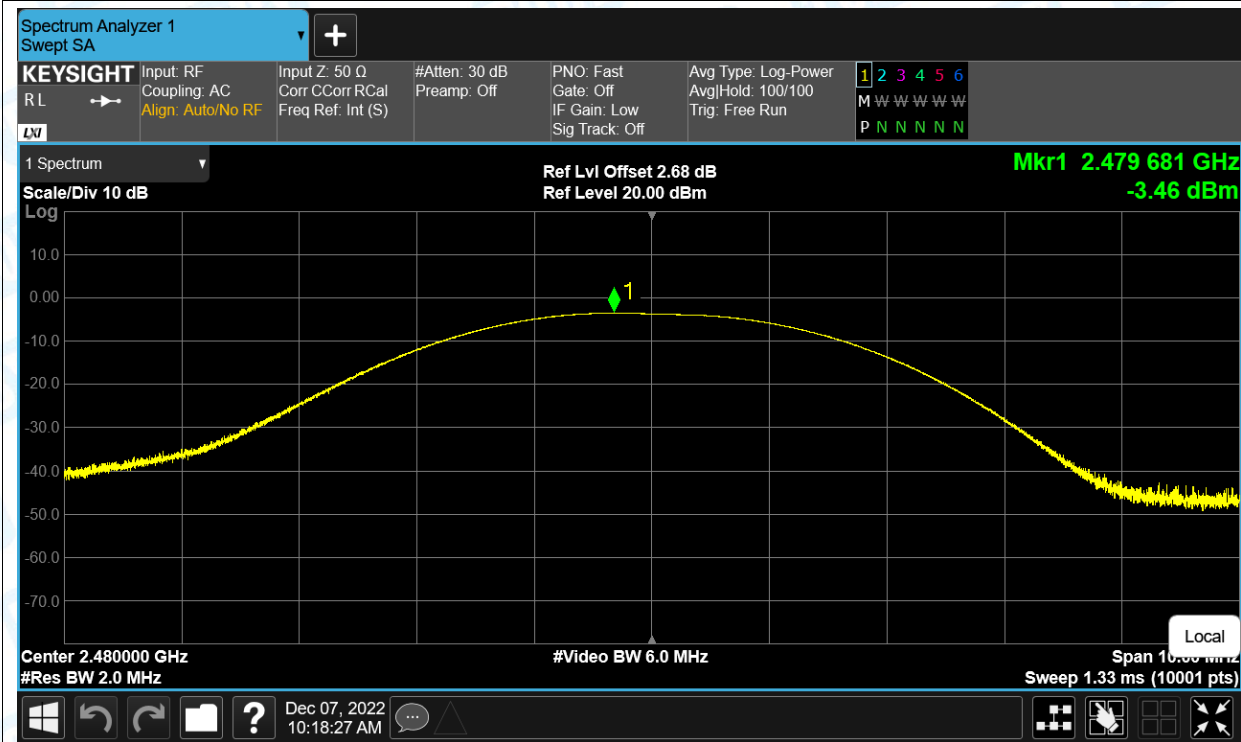 Spectrum Analyzer 1
Swept SA
KEYSIGHT
R L
LXI
Input: RF
Coupling: AC
Align: Auto/No RF
Input Z: 50 Ω
Corr CCorr RCal
Freq Ref: Int (S)
#Atten: 30 dB
Preamp: Off
PNO: Fast
Gate: Off
IF Gain: Low
Sig Track: Off
Avg Type: Log-Power
Avg|Hold: 100/100
Trig: Free Run
1 2 3 4 5 6
M W W W W W
P N N N N N
1 Spectrum
Scale/Div 10 dB
Ref Lvl Offset 2.68 dB
Ref Level 20.00 dBm
Mkr1 2.479 681 GHz
-3.46 dBm
Log
10.0
0.00
-10.0
-20.0
-30.0
-40.0
-50.0
-60.0
-70.0
1
Local
Center 2.480000 GHz
#Video BW 6.0 MHz
Span 10.00 MHz
#Res BW 2.0 MHz
Sweep 1.33 ms (10001 pts)
?
Dec 07, 2022
10:18:27 AM